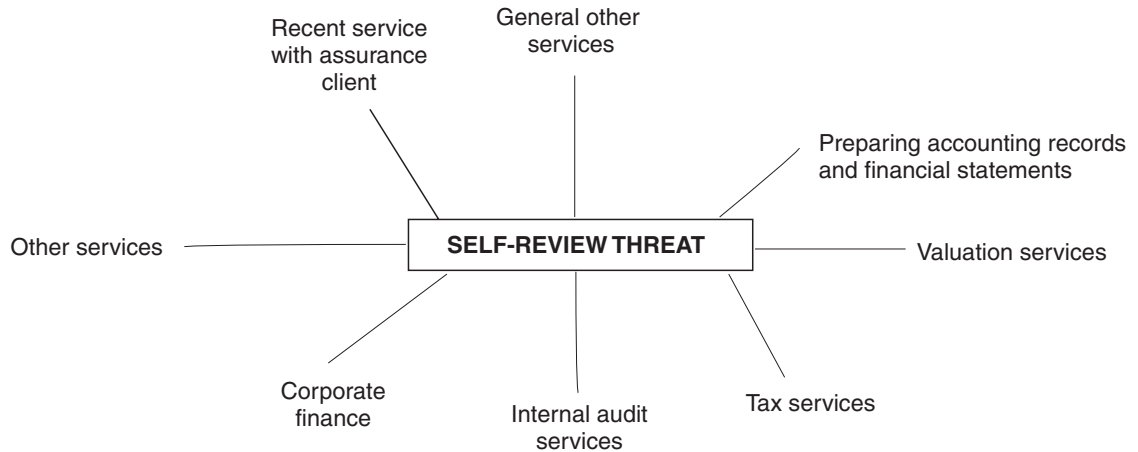 Recent service
with assurance
client
General other
services
Preparing accounting records
and financial statements
Other services
SELF-REVIEW THREAT
Valuation services
Corporate
finance
Internal audit
services
Tax services